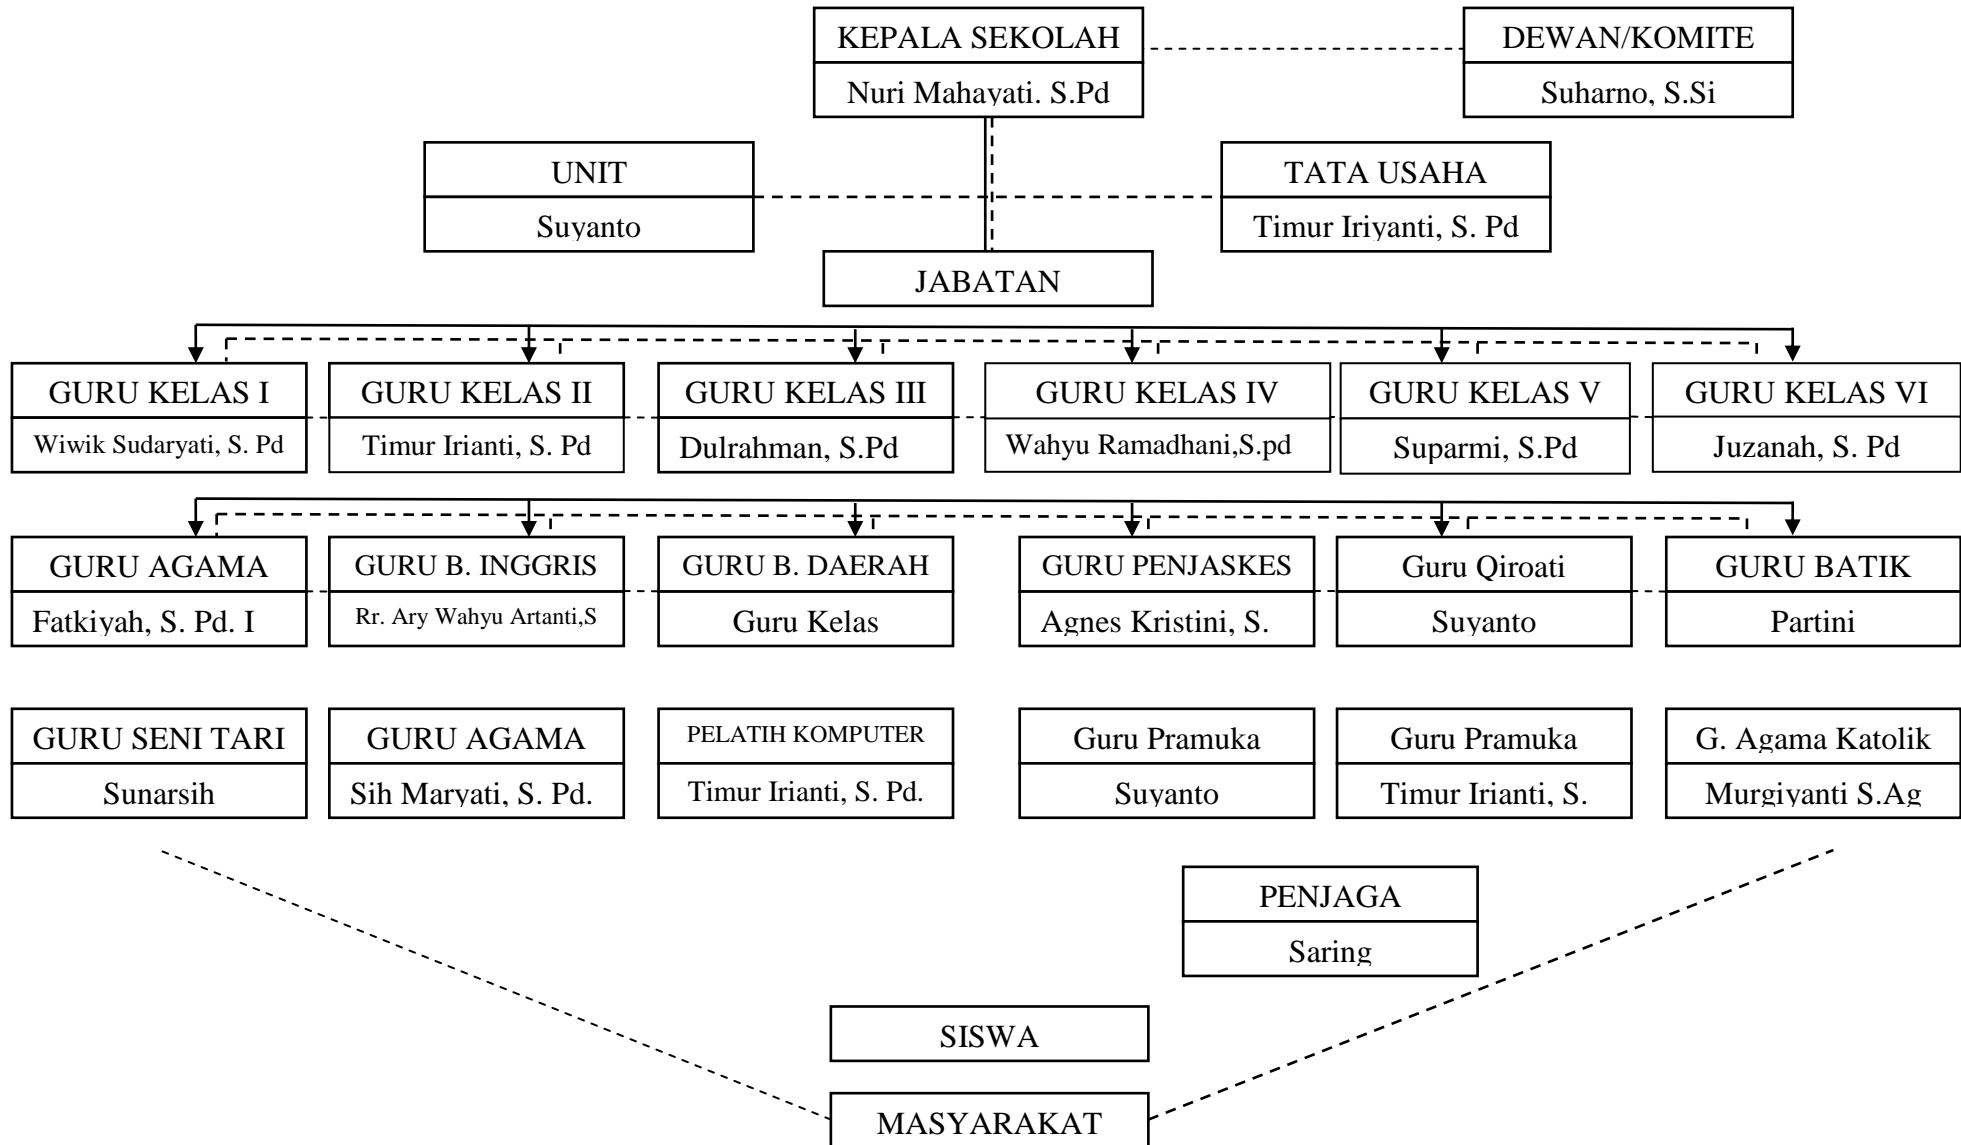 KEPALA SEKOLAH
Nuri Mahayati. S.Pd
DEWAN/KOMITE
Suharno, S.Si
UNIT
Suyanto
TATA USAHA
Timur Iriyanti, S. Pd
JABATAN
GURU KELAS I
Wiwik Sudaryati, S. Pd
GURU KELAS II
Timur Irianti, S. Pd
GURU KELAS III
Dulrahman, S.Pd
GURU KELAS IV
Wahyu Ramadhani,S.pd
GURU KELAS V
Suparmi, S.Pd
GURU KELAS VI
Juzanah, S. Pd
GURU AGAMA
Fatkiyah, S. Pd. I
GURU B. INGGRIS
Rr. Ary Wahyu Artanti,S
GURU B. DAERAH
Guru Kelas
GURU PENJASKES
Agnes Kristini, S.
Guru Qiroati
Suyanto
GURU BATIK
Partini
GURU SENI TARI
Sunarsih
GURU AGAMA
Sih Maryati, S. Pd.
PELATIH KOMPUTER
Timur Irianti, S. Pd.
Guru Pramuka
Suyanto
Guru Pramuka
Timur Irianti, S.
G. Agama Katolik
Murgiyanti S.Ag
PENJAGA
Saring
SISWA
MASYARAKAT